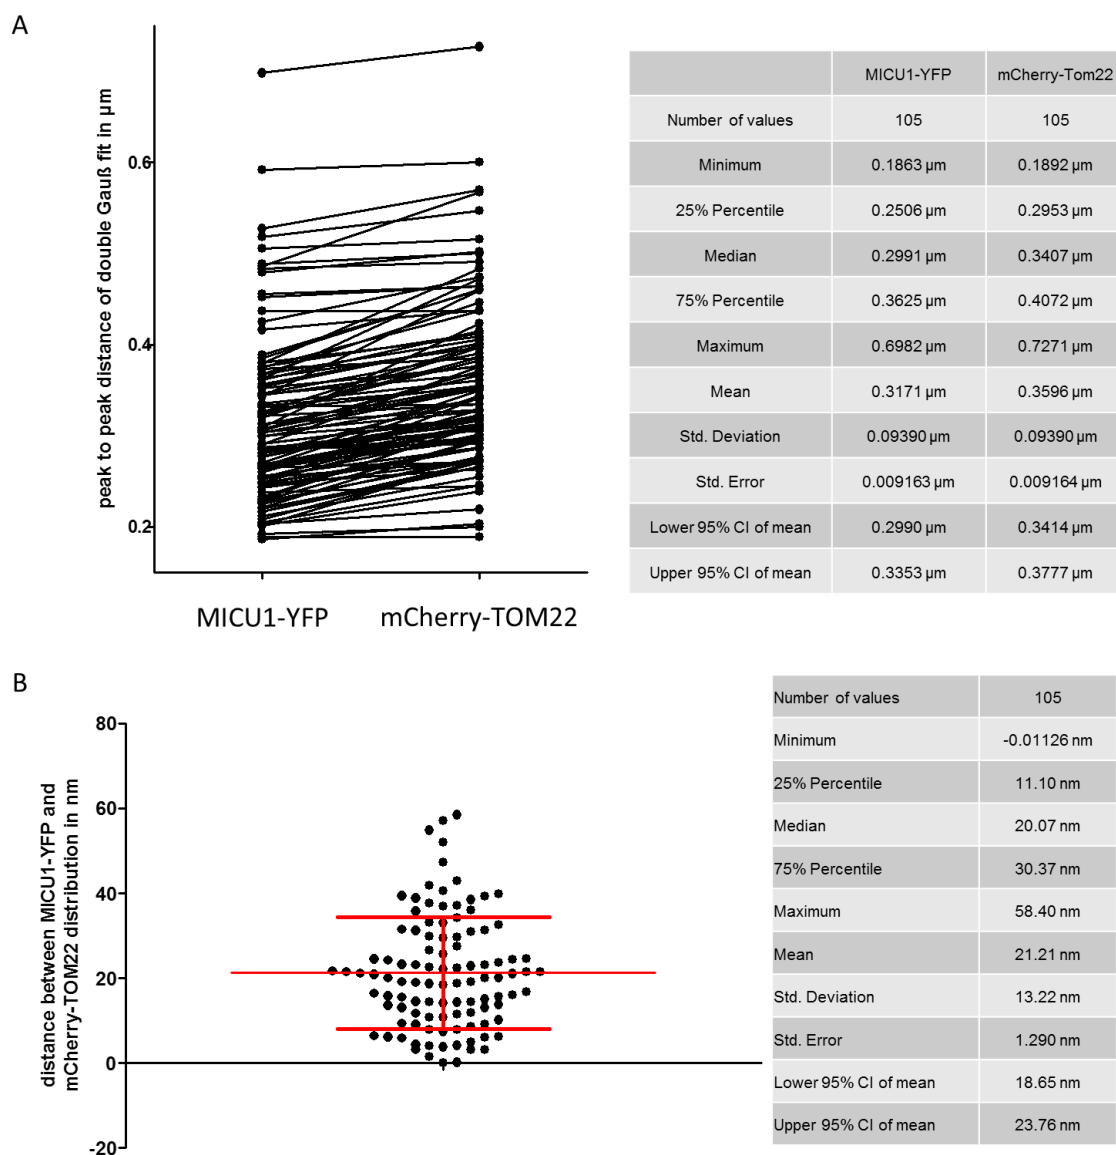 A
peak to peak distance of double Gauß fit in µm
0.6
0.4
0.2
MICU1-YFP mCherry-TOM22
MICU1-YFP mCherry-Tom22
Number of values 105 105
Minimum 0.1863 µm 0.1892 µm
25% Percentile 0.2506 µm 0.2953 µm
Median 0.2991 µm 0.3407 µm
75% Percentile 0.3625 µm 0.4072 µm
Maximum 0.6982 µm 0.7271 µm
Mean 0.3171 µm 0.3596 µm
Std. Deviation 0.09390 µm 0.09390 µm
Std. Error 0.009163 µm 0.009164 µm
Lower 95% CI of mean 0.2990 µm 0.3414 µm
Upper 95% CI of mean 0.3353 µm 0.3777 µm
B
distance between MICU1-YFP and
mCherry-TOM22 distribution in nm
80
60
40
20
0
-20
Number of values 105
Minimum -0.01126 nm
25% Percentile 11.10 nm
Median 20.07 nm
75% Percentile 30.37 nm
Maximum 58.40 nm
Mean 21.21 nm
Std. Deviation 13.22 nm
Std. Error 1.290 nm
Lower 95% CI of mean 18.65 nm
Upper 95% CI of mean 23.76 nm